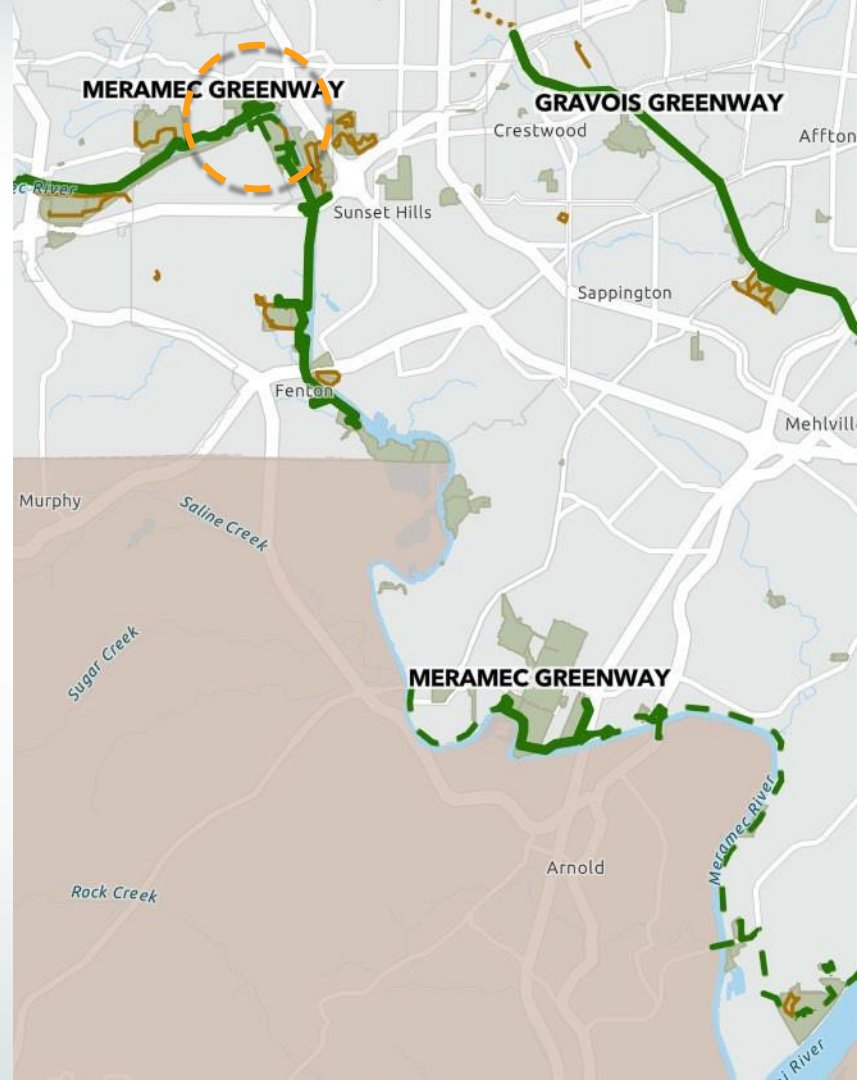 MERAMEC GREENWAY
GRAVOIS GREENWAY
Crestwood
Affton
River
Sunset Hills
Sappington
Fenton
Mehlville
Murphy
Saline Creek
Sugar Creek
MERAMEC GREENWAY
Meramec River
Arnold
Rock Creek
River